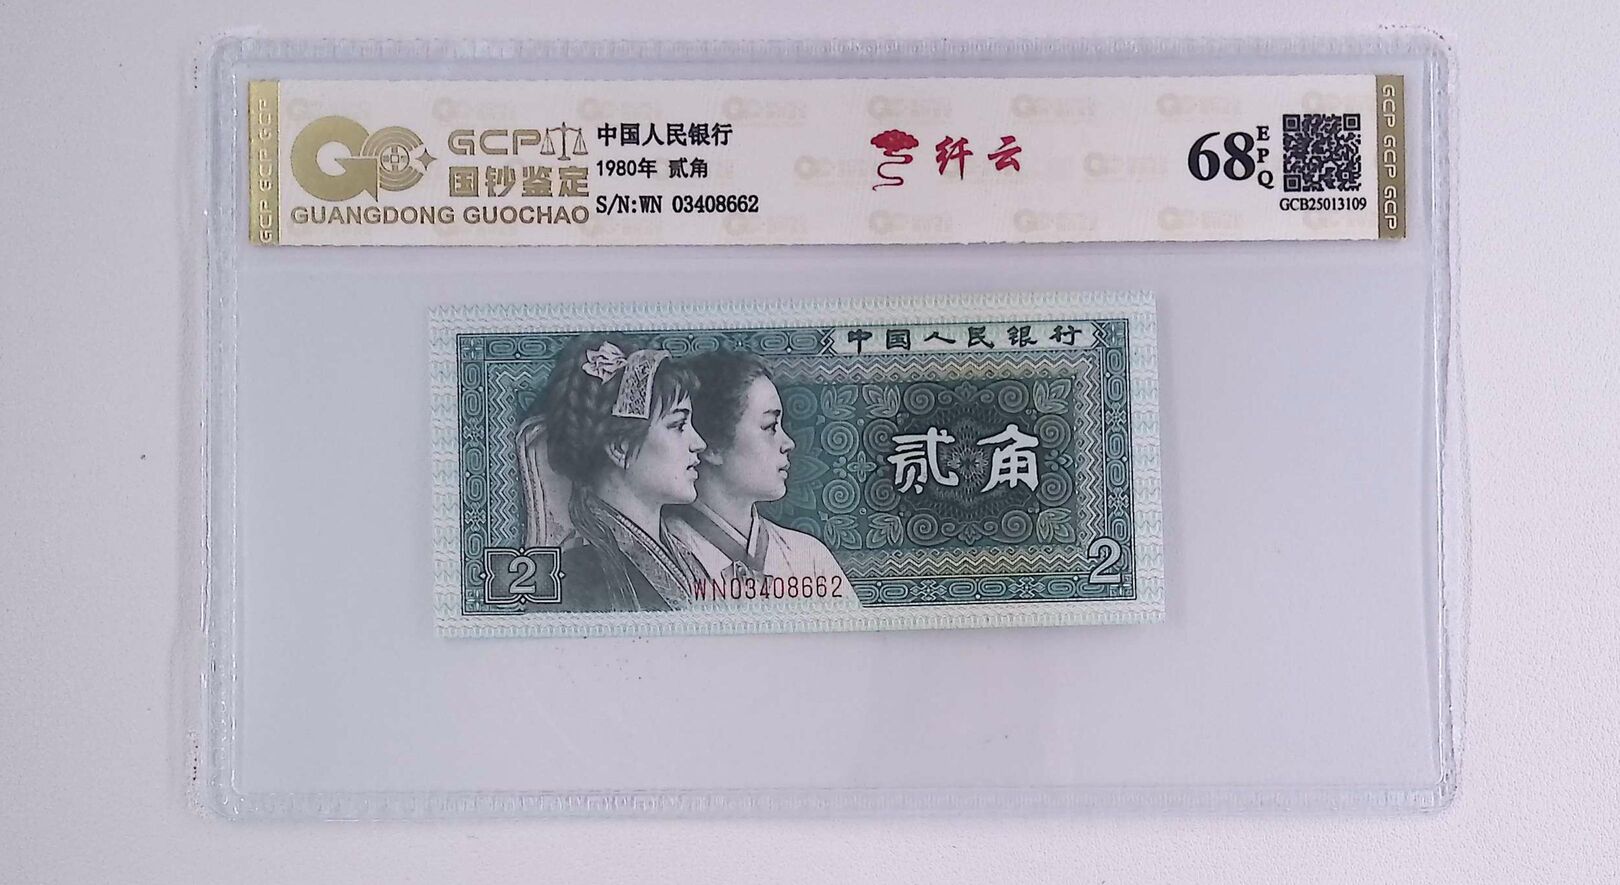 GCP
国钞鉴定
GUANGDONG GUOCHAO
中国人民银行
1980年 贰角
S/N:WN 03408662
纤云
68
EPQ
GCB25013109
GCP GCP GCP
GCP GCP GCP
中国人民银行
贰角
2
2
WN03408662